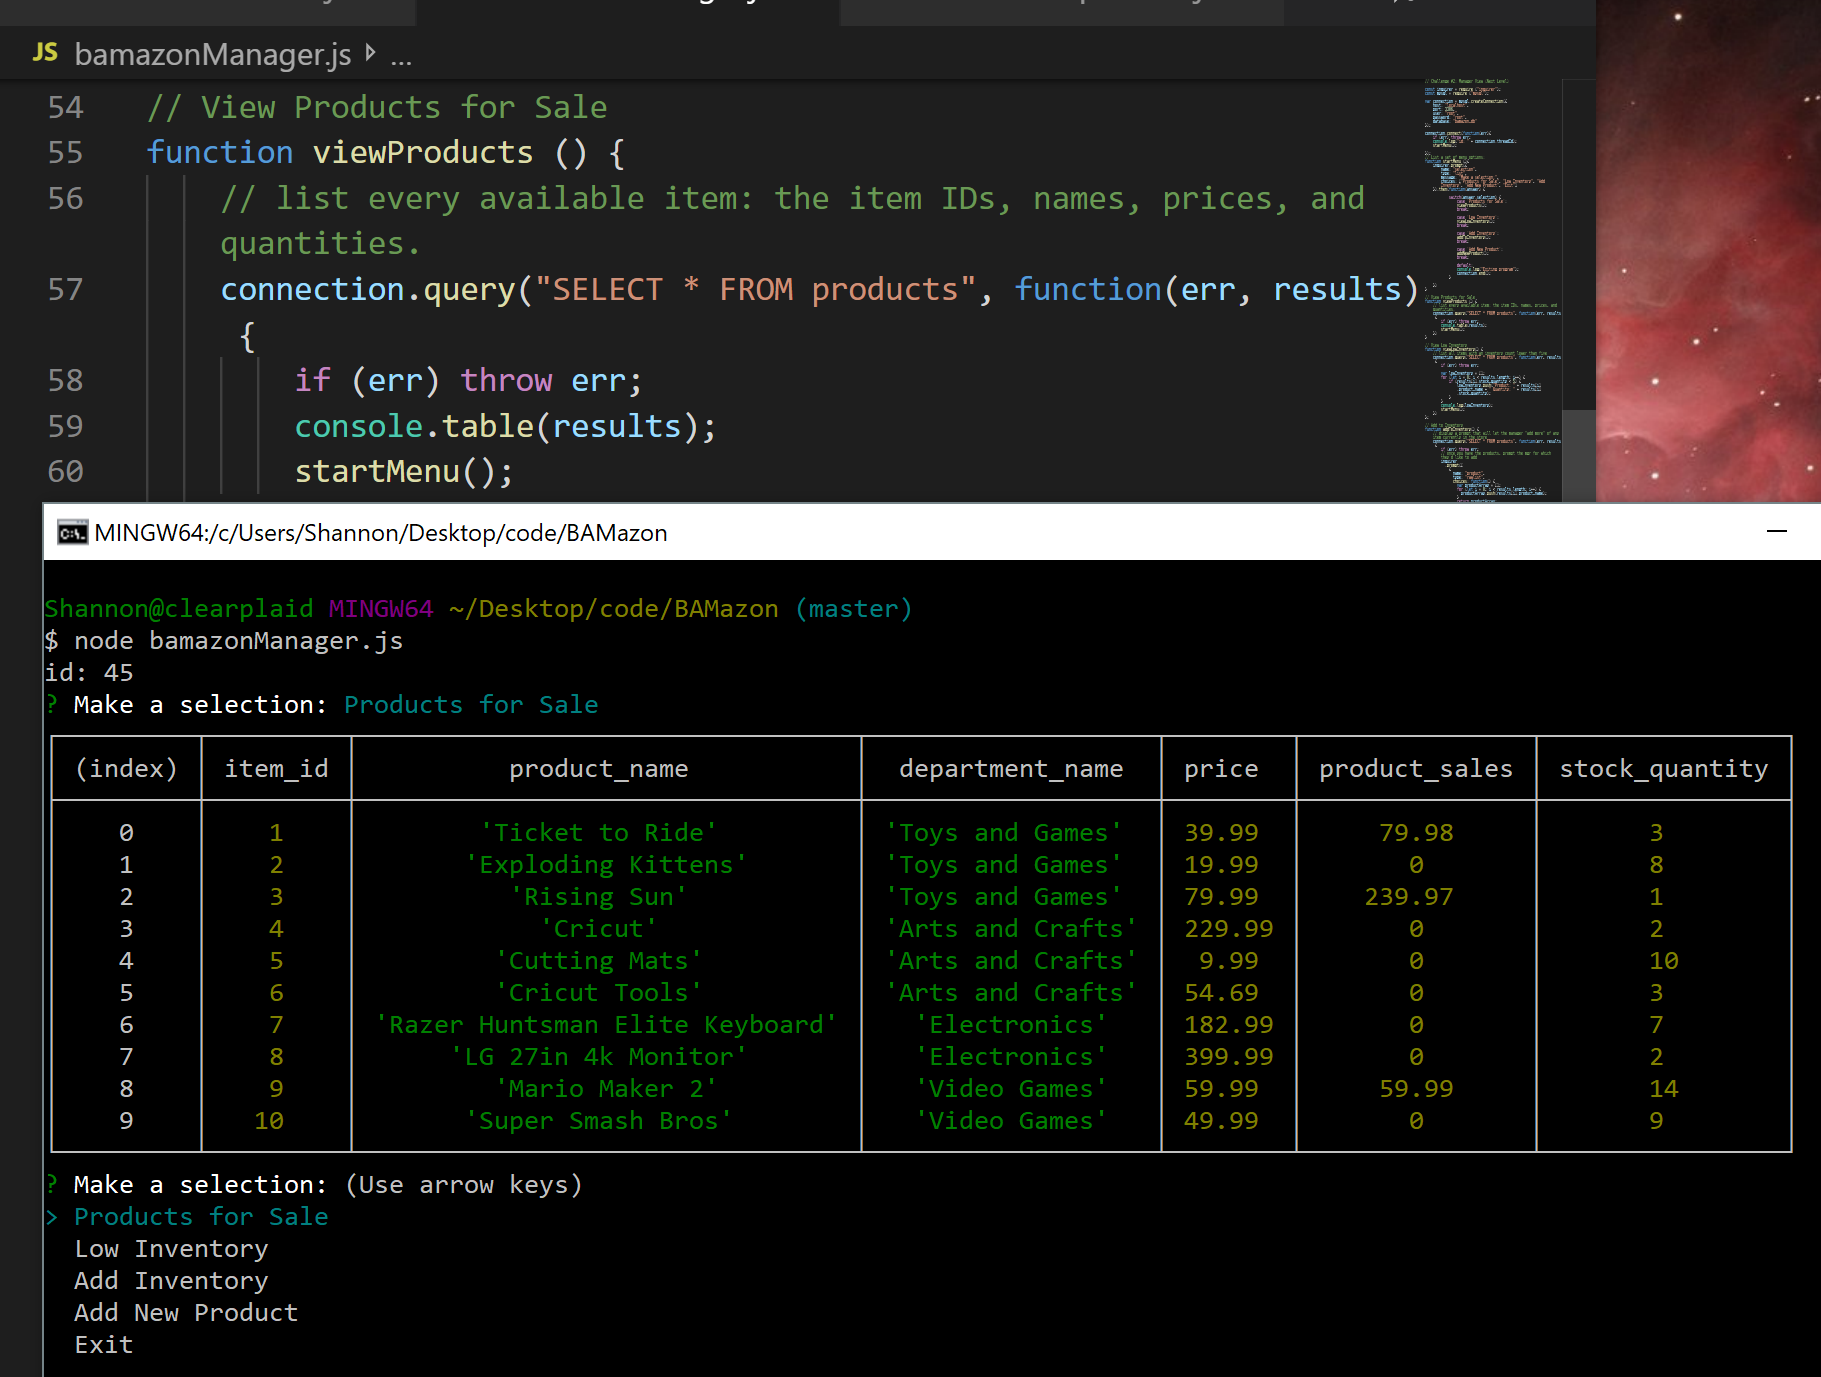 JS bamazonManager.js ...
54 // View Products for Sale
55 function viewProducts () {
56 // list every available item: the item IDs, names, prices, and
quantities.
57 connection.query("SELECT * FROM products", function(err, results)
{
58 if (err) throw err;
59 console.table(results);
60 startMenu();
MINGW64:/c/Users/Shannon/Desktop/code/BAMazon
Shannon@clearplaid MINGW64 ~/Desktop/code/BAMazon (master)
$ node bamazonManager.js
id: 45
? Make a selection: Products for Sale
(index) item_id product_name department_name price product_sales stock_quantity
0 1 'Ticket to Ride' 'Toys and Games' 39.99 79.98 3
1 2 'Exploding Kittens' 'Toys and Games' 19.99 0 8
2 3 'Rising Sun' 'Toys and Games' 79.99 239.97 1
3 4 'Cricut' 'Arts and Crafts' 229.99 0 2
4 5 'Cutting Mats' 'Arts and Crafts' 9.99 0 10
5 6 'Cricut Tools' 'Arts and Crafts' 54.69 0 3
6 7 'Razer Huntsman Elite Keyboard' 'Electronics' 182.99 0 7
7 8 'LG 27in 4k Monitor' 'Electronics' 399.99 0 2
8 9 'Mario Maker 2' 'Video Games' 59.99 59.99 14
9 10 'Super Smash Bros' 'Video Games' 49.99 0 9
? Make a selection: (Use arrow keys)
> Products for Sale
Low Inventory
Add Inventory
Add New Product
Exit